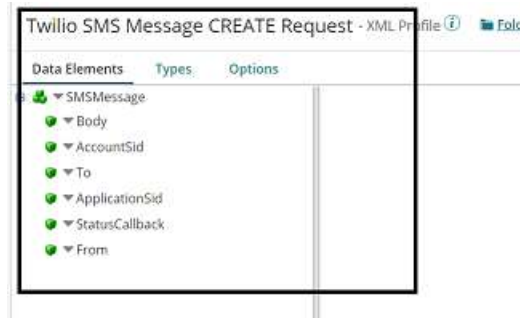 Twilio SMS Message CREATE Request - XML Profile
Data Elements Types Options
SMSMessage
Body
AccountSid
To
ApplicationSid
StatusCallback
From